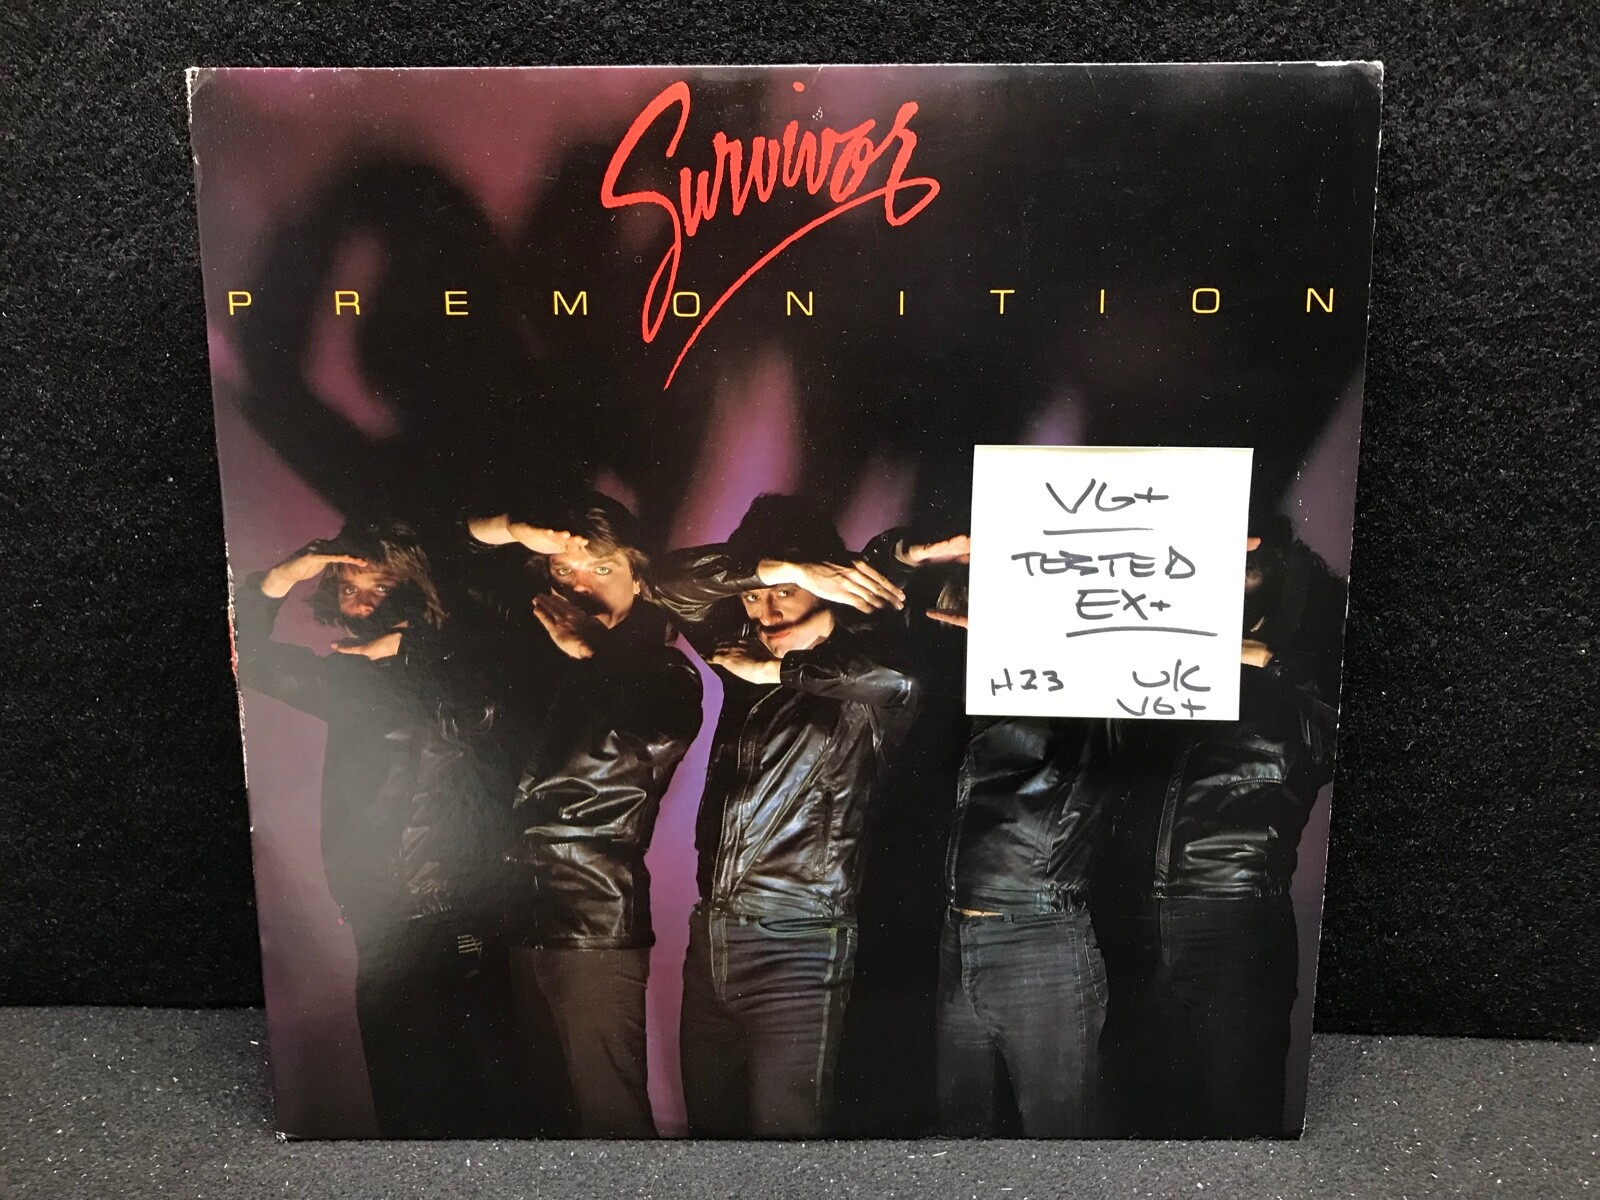 Survivor
PREMONITION
VG+
TESTED
EX+
H23 UK
VG+